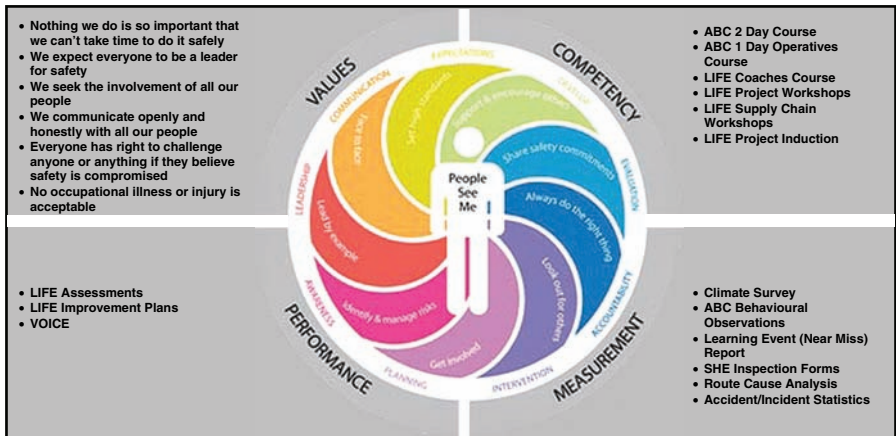 • Nothing we do is so important that
we can't take time to do it safely
• We expect everyone to be a leader
for safety
• We seek the involvement of all our
people
• We communicate openly and
honestly with all our people
• Everyone has right to challenge
anyone or anything if they believe
safety is compromised
• No occupational illness or injury is
acceptable
VALUES
COMPETENCY
• ABC 2 Day Course
• ABC 1 Day Operatives
Course
• LIFE Coaches Course
• LIFE Project Workshops
• LIFE Supply Chain
Workshops
• LIFE Project Induction
EXPECTATIONS
DEVELOP
EVALUATION
ACCOUNTABILITY
INTERVENTION
PLANNING
AWARENESS
LEADERSHIP
COMMUNICATION
Set high standards
Support & encourage others
Share safety commitments
Always do the right thing
Look out for others
Get involved
Identify & manage risks
Lead by example
Face to face
People
See
Me
• LIFE Assessments
• LIFE Improvement Plans
• VOICE
PERFORMANCE
MEASUREMENT
• Climate Survey
• ABC Behavioural
Observations
• Learning Event (Near Miss)
Report
• SHE Inspection Forms
• Route Cause Analysis
• Accident/Incident Statistics